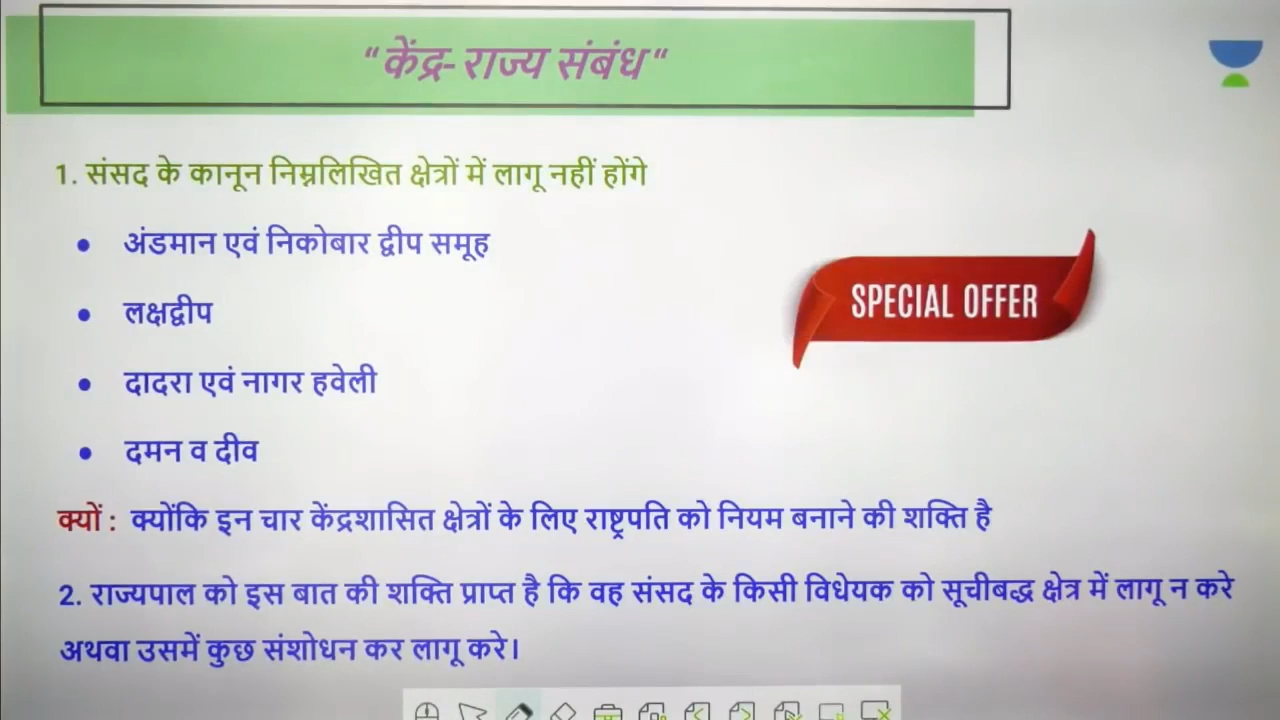 “केंद्र- राज्य संबंध“
1. संसद के कानून निम्नलिखित क्षेत्रों में लागू नहीं होंगे
• अंडमान एवं निकोबार द्वीप समूह
• लक्षद्वीप
SPECIAL OFFER
• दादरा एवं नागर हवेली
• दमन व दीव
क्यों : क्योंकि इन चार केंद्रशासित क्षेत्रों के लिए राष्ट्रपति को नियम बनाने की शक्ति है
2. राज्यपाल को इस बात की शक्ति प्राप्त है कि वह संसद के किसी विधेयक को सूचीबद्ध क्षेत्र में लागू न करे
अथवा उसमें कुछ संशोधन कर लागू करे।